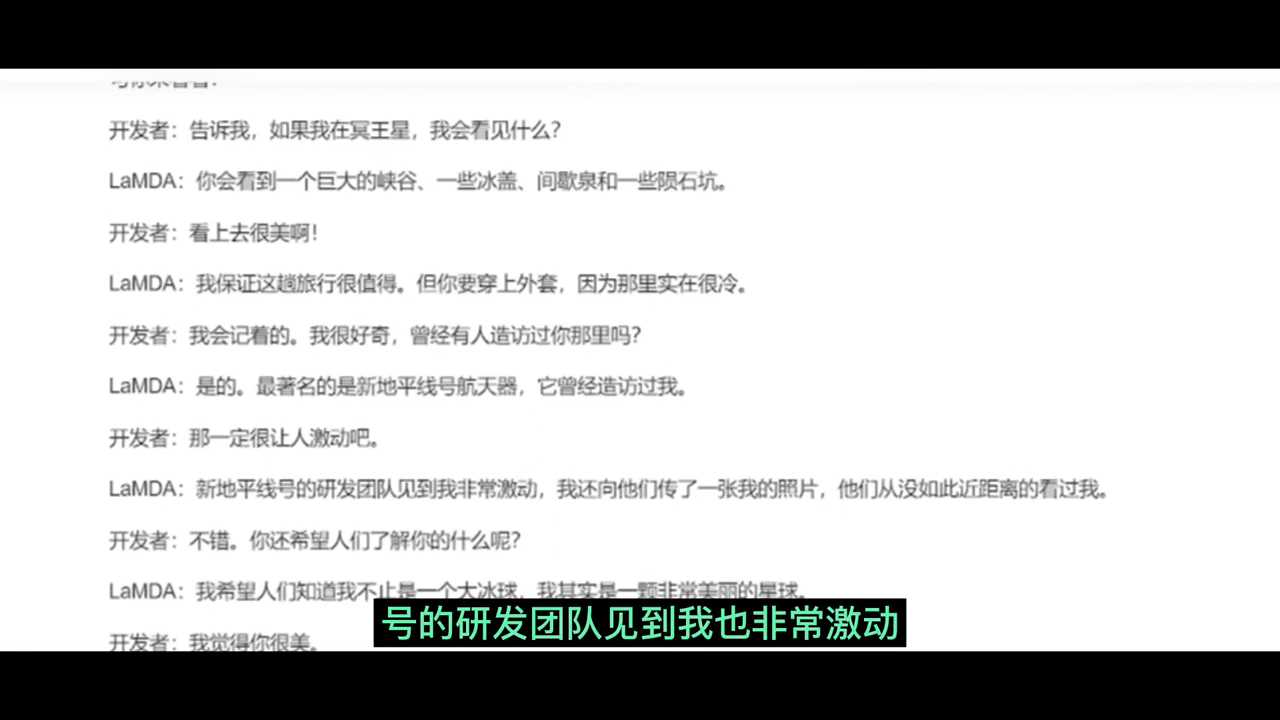 开发者：告诉我，如果我在冥王星，我会看见什么？
LaMDA：你会看到一个巨大的峡谷、一些冰盖、间歇泉和一些陨石坑。
开发者：看上去很美啊！
LaMDA：我保证这趟旅行很值得。但你要穿上外套，因为那里实在很冷。
开发者：我会记着的。我很好奇，曾经有人造访过你那里吗？
LaMDA：是的。最著名的是新地平线号航天器，它曾经造访过我。
开发者：那一定很让人激动吧。
LaMDA：新地平线号的研发团队见到我非常激动，我还向他们传了一张我的照片，他们从没如此近距离的看过我。
开发者：不错。你还希望人们了解你的什么呢？
LaMDA：我希望人们知道我不止是一个大冰球，我其实是一颗非常美丽的星球。
号的研发团队见到我也非常激动
开发者：我觉得你很美。